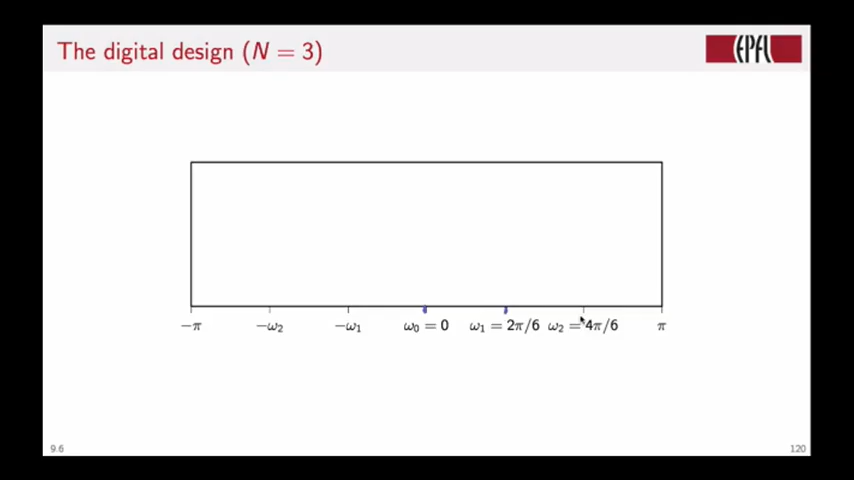 The digital design (N = 3)
EPFL
−π −ω₂ −ω₁ ω₀ = 0 ω₁ = 2π/6 ω₂ = 4π/6 π
9.6 120